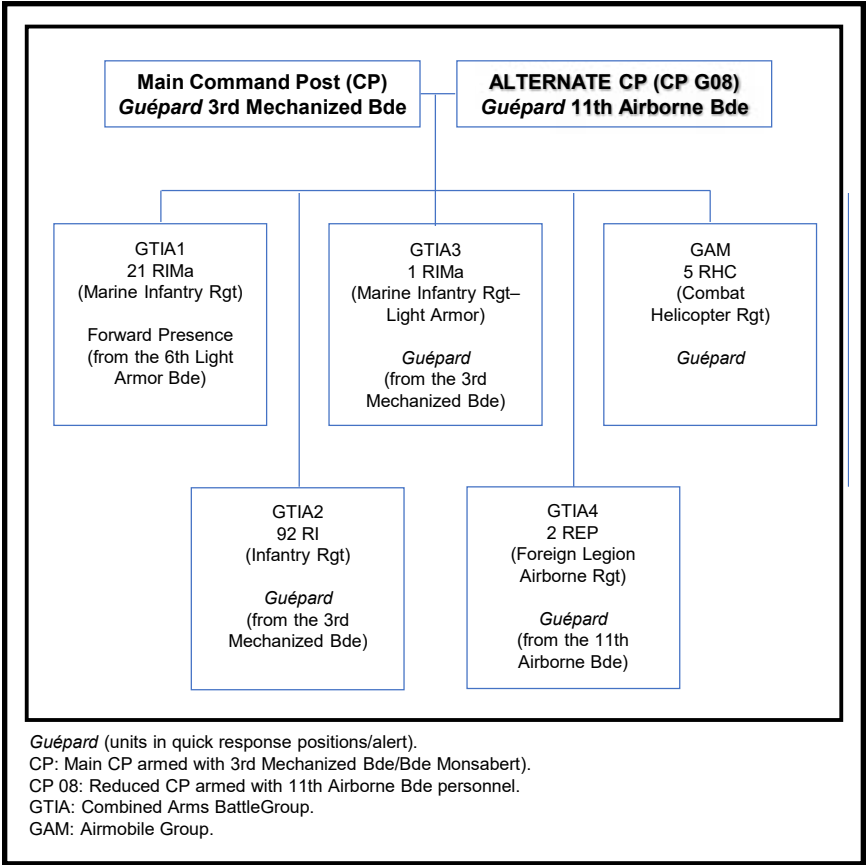 Main Command Post (CP)
Guépard 3rd Mechanized Bde
ALTERNATE CP (CP G08)
Guépard 11th Airborne Bde
GTIA1
21 RIMa
(Marine Infantry Rgt)
Forward Presence
(from the 6th Light
Armor Bde)
GTIA3
1 RIMa
(Marine Infantry Rgt–
Light Armor)
Guépard
(from the 3rd
Mechanized Bde)
GAM
5 RHC
(Combat
Helicopter Rgt)
Guépard
GTIA2
92 RI
(Infantry Rgt)
Guépard
(from the 3rd
Mechanized Bde)
GTIA4
2 REP
(Foreign Legion
Airborne Rgt)
Guépard
(from the 11th
Airborne Bde)
Guépard (units in quick response positions/alert).
CP: Main CP armed with 3rd Mechanized Bde/Bde Monsabert).
CP 08: Reduced CP armed with 11th Airborne Bde personnel.
GTIA: Combined Arms BattleGroup.
GAM: Airmobile Group.